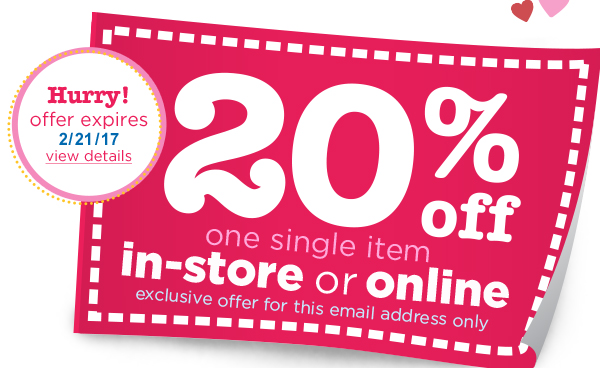 Hurry!
offer expires
2/21/17
view details
20% off
one single item
in-store or online
exclusive offer for this email address only